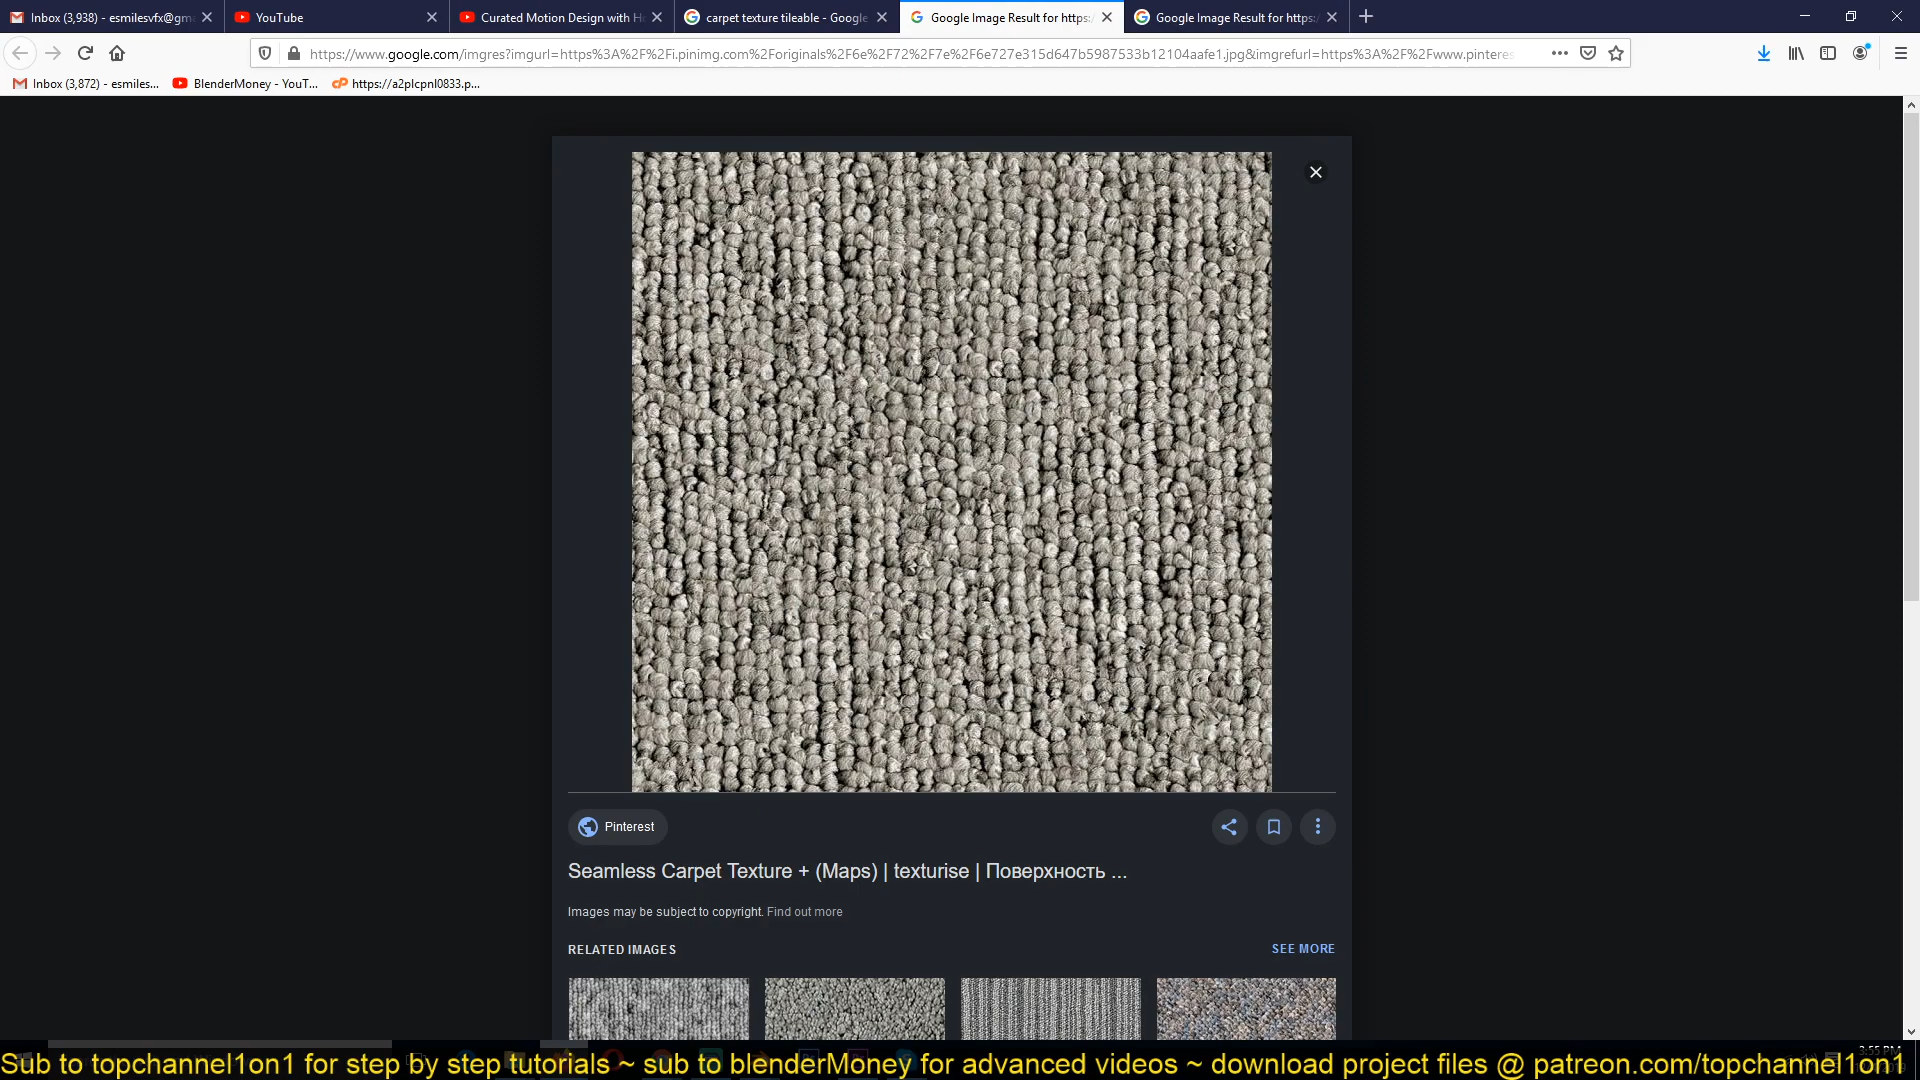 Inbox (3,938) - esmilesvfx@gm
YouTube
Curated Motion Design with H
carpet texture tileable - Google
Google Image Result for https:
Google Image Result for https:
https://www.google.com/imgres?imgurl=https%3A%2F%2Fi.pinimg.com%2Foriginals%2F6e%2F72%2F7e%2F6e727e315d647b5987533b12104aafe1.jpg&imgrefurl=https%3A%2F%2Fwww.pinteres
Inbox (3,872) - esmiles...
BlenderMoney - YouT...
https://a2plcpnl0833.p...
Pinterest
Seamless Carpet Texture + (Maps) | texturise | Поверхность ...
Images may be subject to copyright. Find out more
RELATED IMAGES
SEE MORE
3:55 PM
Sub to topchannel1on1 for step by step tutorials ~ sub to blenderMoney for advanced videos ~ download project files @ patreon.com/topchannel1on1